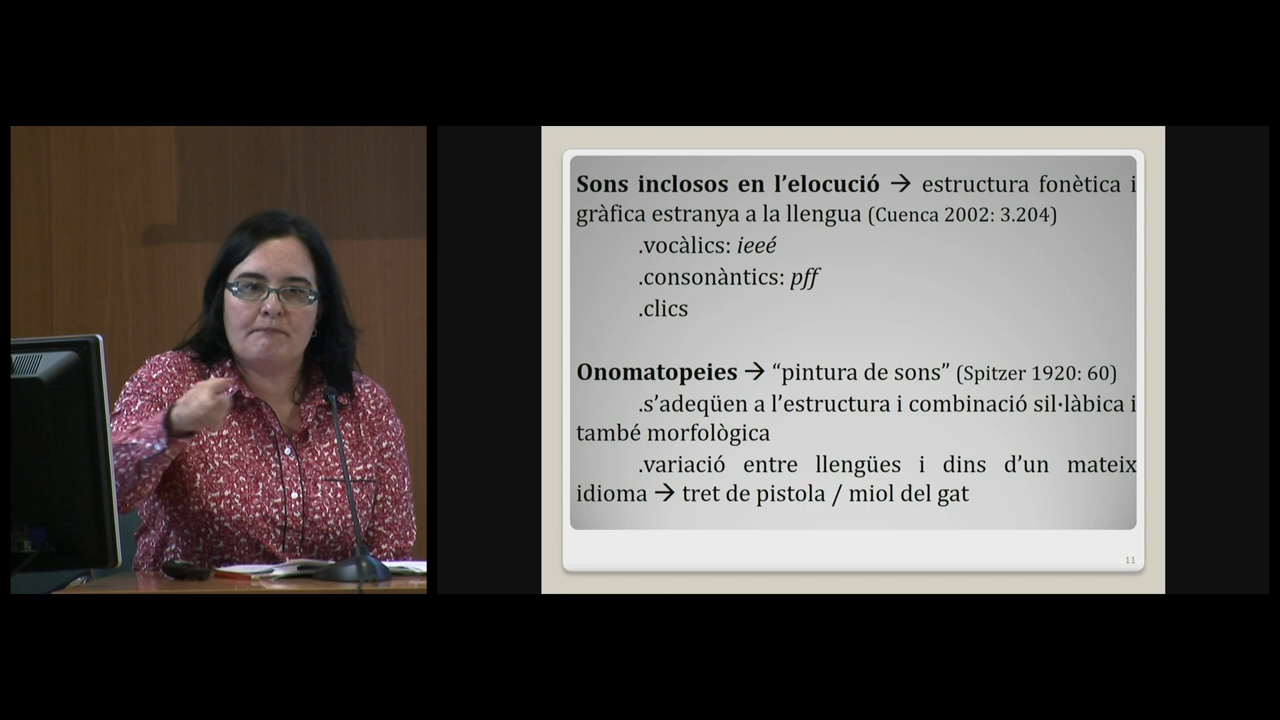 Sons inclosos en l’elocució → estructura fonètica i
gràfica estranya a la llengua (Cuenca 2002: 3.204)
.vocàlics: ieeé
.consonàntics: pff
.clics
Onomatopeies → “pintura de sons” (Spitzer 1920: 60)
.s’adeqüen a l’estructura i combinació sil·làbica i
també morfològica
.variació entre llengües i dins d’un mateix
idioma → tret de pistola / miol del gat
11